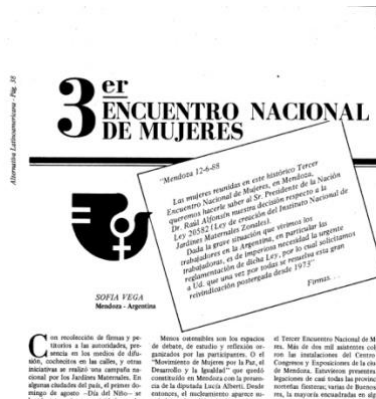 Alternativa Latinoamericana - Pág. 35
3er
ENCUENTRO NACIONAL
DE MUJERES
"Mendoza 12-6-88
Las mujeres reunidas en este histórico Tercer
Encuentro Nacional de Mujeres, en Mendoza,
queremos hacerle saber al Sr. Presidente de la Nación
Dr. Raúl Alfonsín nuestra decisión respecto a la
Ley 20582 (Ley de creación del Instituto Nacional de
Jardines Maternales Zonales).
Dada la grave situación que vivimos los
trabajadores en la Argentina, en particular las
trabajadoras, es de imperiosa necesidad la urgente
reglamentación de dicha Ley, por lo cual solicitamos
a Ud. que una vez por todas se resuelva esta gran
reivindicación postergada desde 1973"
Firmas...
SOFIA VEGA
Mendoza - Argentina
Con recolección de firmas y pe-
titorios a las autoridades, pre-
sencia en los medios de difu-
sión, cochecitos en las calles, y otras
iniciativas se realizó una campaña na-
cional por los Jardines Maternales. En
algunas ciudades del país, el primer do-
mingo de agosto —Día del Niño— se
Menos ostensibles son los espacios
de debate, de estudio y reflexión or-
ganizados por las participantes. O el
"Movimiento de Mujeres por la Paz, el
Desarrollo y la Igualdad" que quedó
constituido en Mendoza con la presen-
cia de la diputada Lucía Alberti. Desde
entonces, el nucleamiento aparece su-
el Tercer Encuentro Nacional de M
res. Más de dos mil asistentes col
ron las instalaciones del Centro
Congresos y Exposiciones de la ciu
de Mendoza. Estuvieron presentes
legaciones de casi todas las provinc
norteñas fiesteras; varias de Buenos
res, la mayoría encuadradas en alg